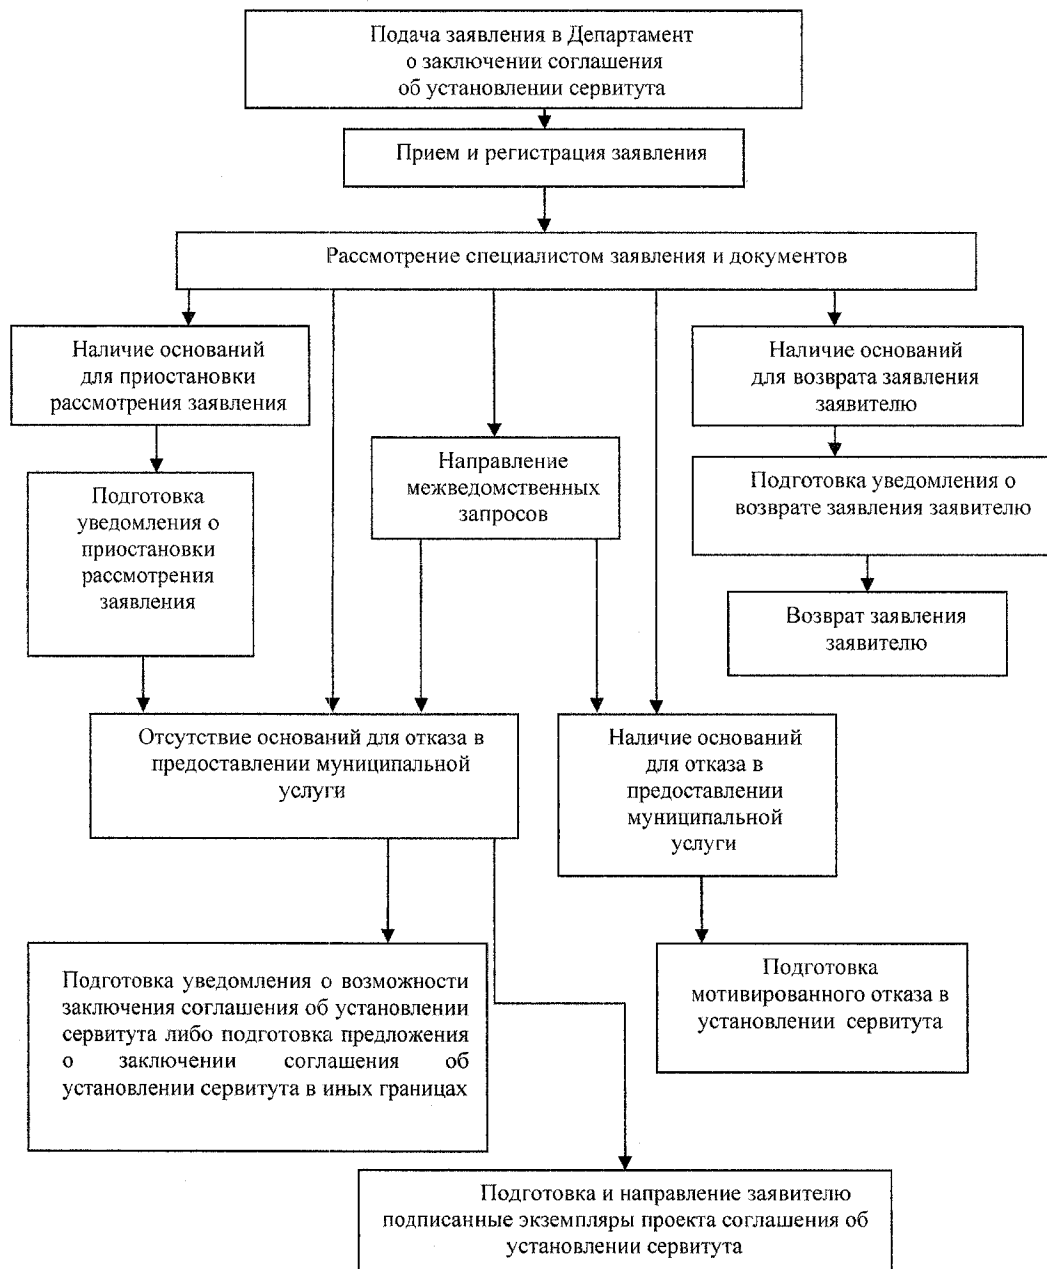 Подача заявления в Департамент
о заключении соглашения
об установлении сервитута
Прием и регистрация заявления
Рассмотрение специалистом заявления и документов
Наличие оснований
для приостановки
рассмотрения заявления
Наличие оснований
для возврата заявления
заявителю
Направление
межведомственных
запросов
Подготовка
уведомления о
приостановки
рассмотрения
заявления
Подготовка уведомления о
возврате заявления заявителю
Возврат заявления
заявителю
Отсутствие оснований для отказа в
предоставлении муниципальной
услуги
Наличие оснований
для отказа в
предоставлении
муниципальной
услуги
Подготовка уведомления о возможности
заключения соглашения об установлении
сервитута либо подготовка предложения
о заключении соглашения об
установлении сервитута в иных границах
Подготовка
мотивированного отказа в
установлении сервитута
Подготовка и направление заявителю
подписанные экземпляры проекта соглашения об
установлении сервитута